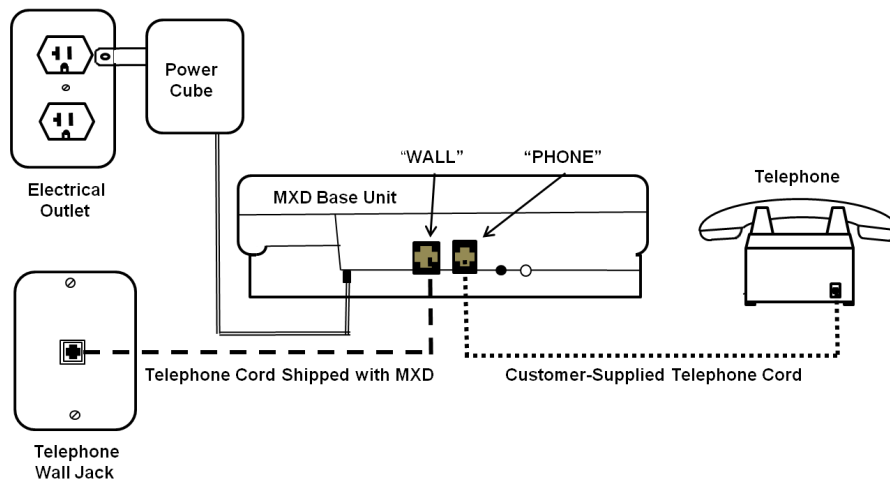 Power
Cube
"WALL"
"PHONE"
Electrical
Outlet
MXD Base Unit
Telephone
Telephone Cord Shipped with MXD
Customer-Supplied Telephone Cord
Telephone
Wall Jack